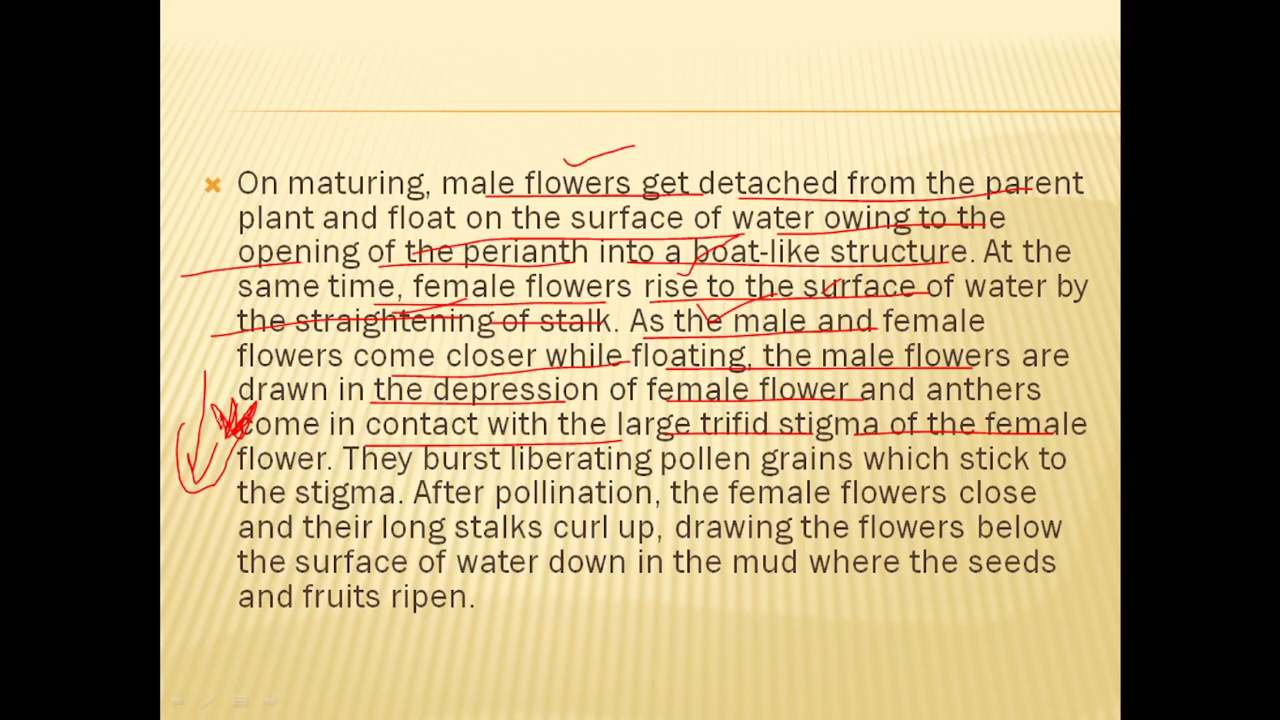 On maturing, male flowers get detached from the parent
plant and float on the surface of water owing to the
opening of the perianth into a boat-like structure. At the
same time, female flowers rise to the surface of water by
the straightening of stalk. As the male and female
flowers come closer while floating, the male flowers are
drawn in the depression of female flower and anthers
come in contact with the large trifid stigma of the female
flower. They burst liberating pollen grains which stick to
the stigma. After pollination, the female flowers close
and their long stalks curl up, drawing the flowers below
the surface of water down in the mud where the seeds
and fruits ripen.